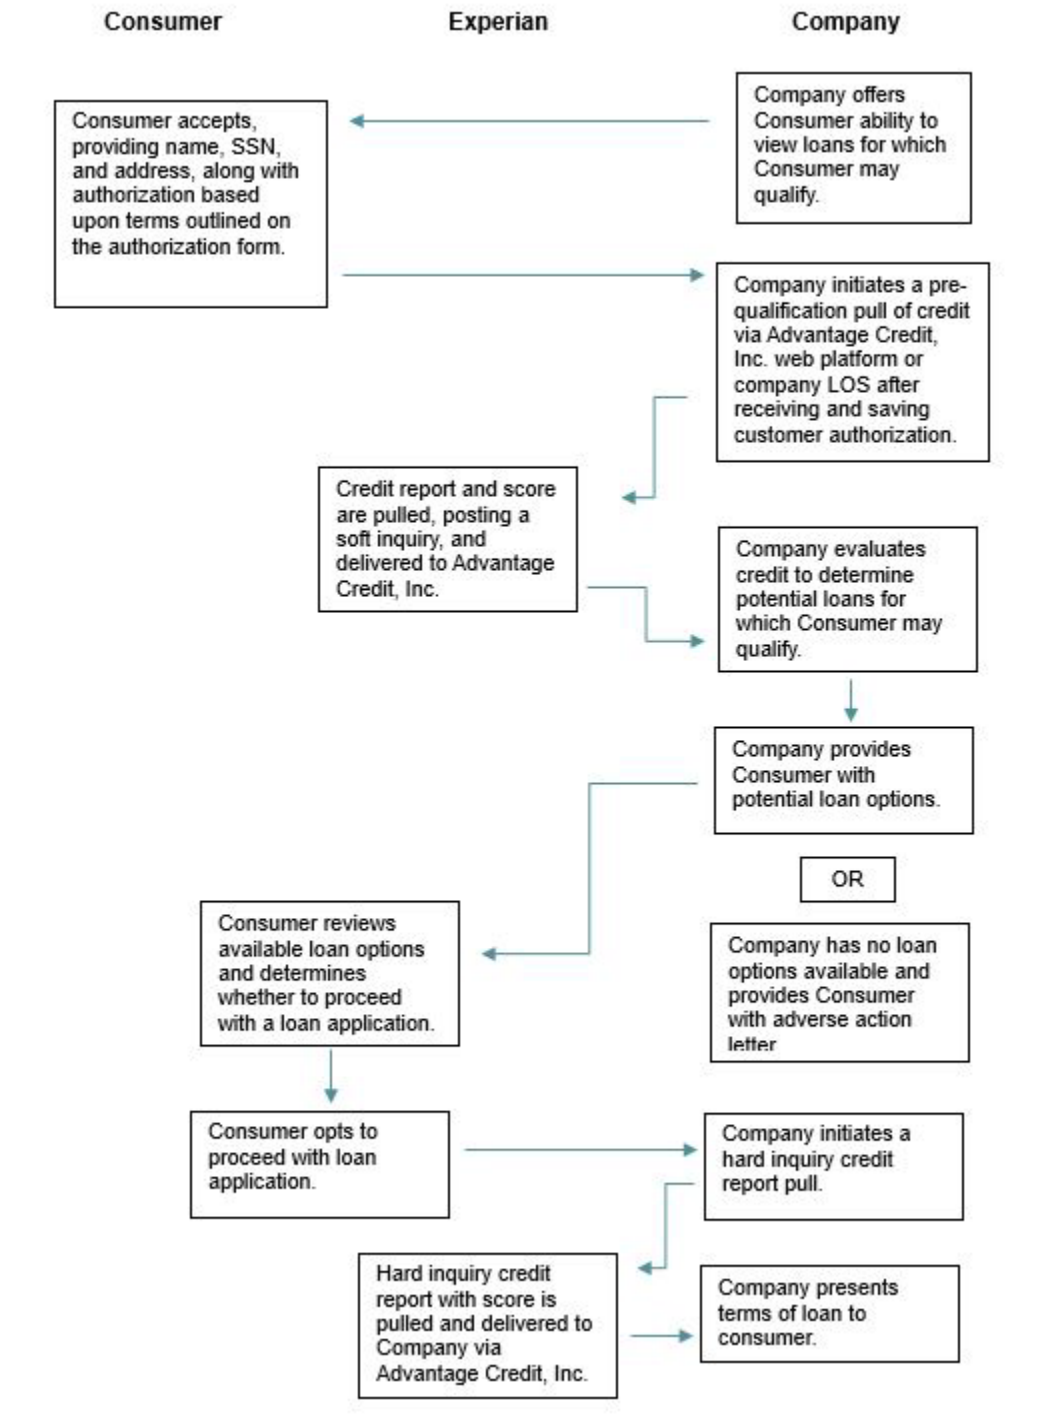 Consumer
Experian
Company
Company offers
Consumer ability to
view loans for which
Consumer may
qualify.
Consumer accepts,
providing name, SSN,
and address, along with
authorization based
upon terms outlined on
the authorization form.
Company initiates a pre-
qualification pull of credit
via Advantage Credit,
Inc. web platform or
company LOS after
receiving and saving
customer authorization.
Credit report and score
are pulled, posting a
soft inquiry, and
delivered to Advantage
Credit, Inc.
Company evaluates
credit to determine
potential loans for
which Consumer may
qualify.
Company provides
Consumer with
potential loan options.
OR
Company has no loan
options available and
provides Consumer
with adverse action
letter
Consumer reviews
available loan options
and determines
whether to proceed
with a loan application.
Consumer opts to
proceed with loan
application.
Company initiates a
hard inquiry credit
report pull.
Hard inquiry credit
report with score is
pulled and delivered to
Company via
Advantage Credit, Inc.
Company presents
terms of loan to
consumer.